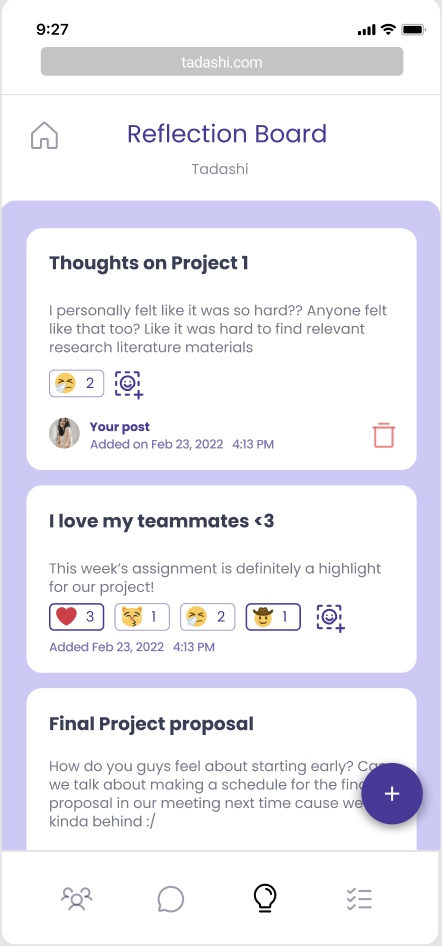 9:27
tadashi.com
Reflection Board
Tadashi
Thoughts on Project 1
I personally felt like it was so hard?? Anyone felt
like that too? Like it was hard to find relevant
research literature materials
2
Your post
Added on Feb 23, 2022 4:13 PM
I love my teammates <3
This week's assignment is definitely a highlight
for our project!
3 1 2 1
Added Feb 23, 2022 4:13 PM
Final Project proposal
How do you guys feel about starting early?
we talk about making a schedule for the
proposal in our meeting next time cause we
kinda behind :/